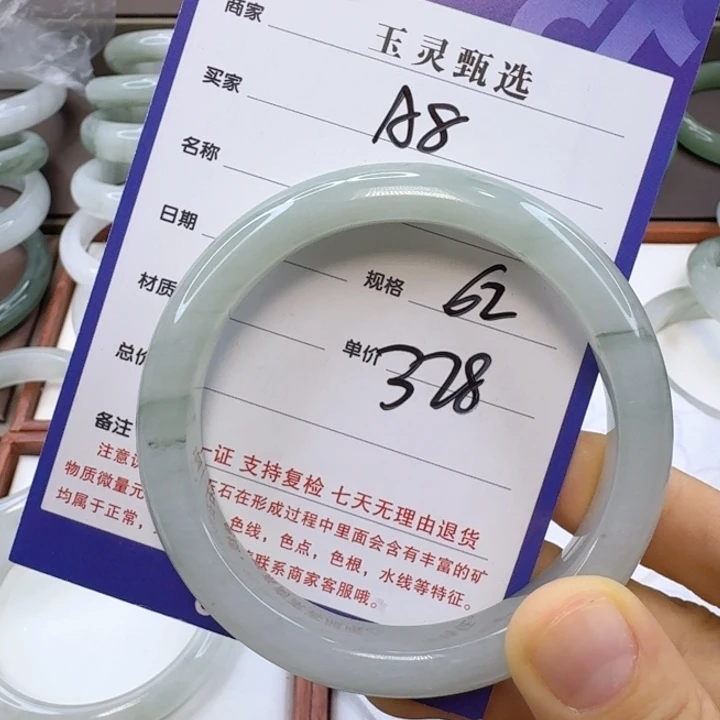 商家 玉灵甄选
买家 A8
名称
日期
材质 规格 62
总价 单价 328
备注
注意 一证 支持复检 七天无理由退货
物质微量元 玉石在形成过程中里面会含有丰富的矿
均属于正常, 色线，色点，色根，水线等特征。
联系商家客服哦。